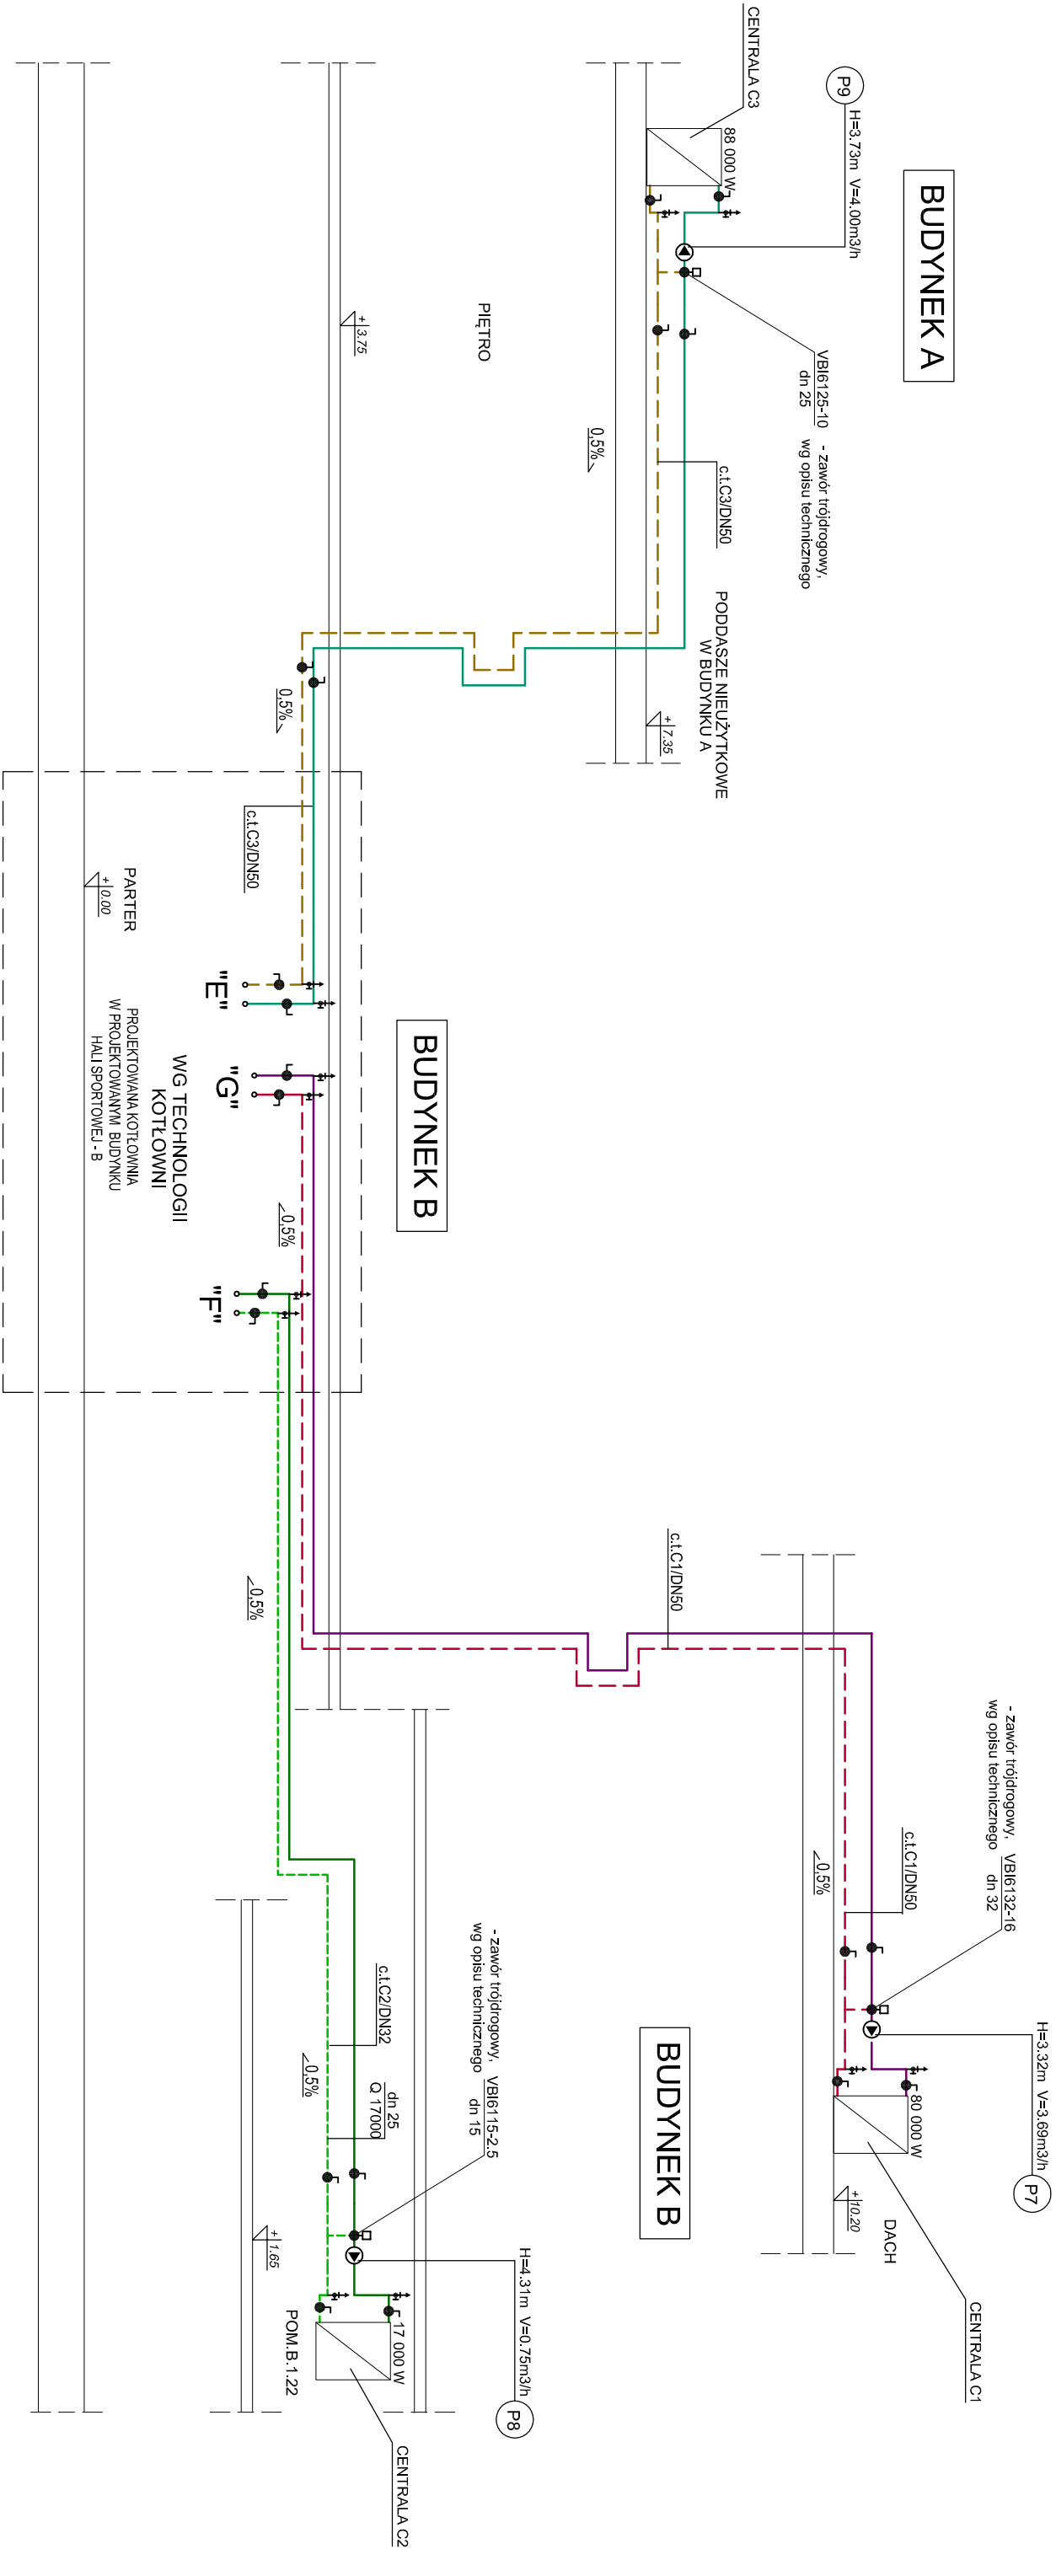 BUDYNEK A
P9
H=3.73m V=4.00m3/h
CENTRALA C3
88 000 W
VBI6125-10
dn 25
- zawór trójdrogowy,
wg opisu technicznego
c.t.C3/DN50
0,5%
PODDASZE NIEUŻYTKOWE
W BUDYNKU A
+ 7.35
PIĘTRO
+ 3.75
0,5%
c.t.C3/DN50
BUDYNEK B
"E"
"G"
"F"
PARTER
+ 0.00
WG TECHNOLOGII
KOTŁOWNI
PROJEKTOWANA KOTŁOWNIA
W PROJEKTOWANYM BUDYNKU
HALI SPORTOWEJ - B
0,5%
0,5%
c.t.C1/DN50
- zawór trójdrogowy,
wg opisu technicznego
VBI6132-16
dn 32
c.t.C1/DN50
0,5%
H=3.32m V=3.69m3/h
P7
80 000 W
+10.20
DACH
CENTRALA C1
BUDYNEK B
- zawór trójdrogowy,
wg opisu technicznego
VBI6115-2.5
dn 15
c.t.C2/DN32
0,5%
dn 25
Q 17000
H=4.31m V=0.75m3/h
P8
17 000 W
+ 1.65
POM.B.1.22
CENTRALA C2